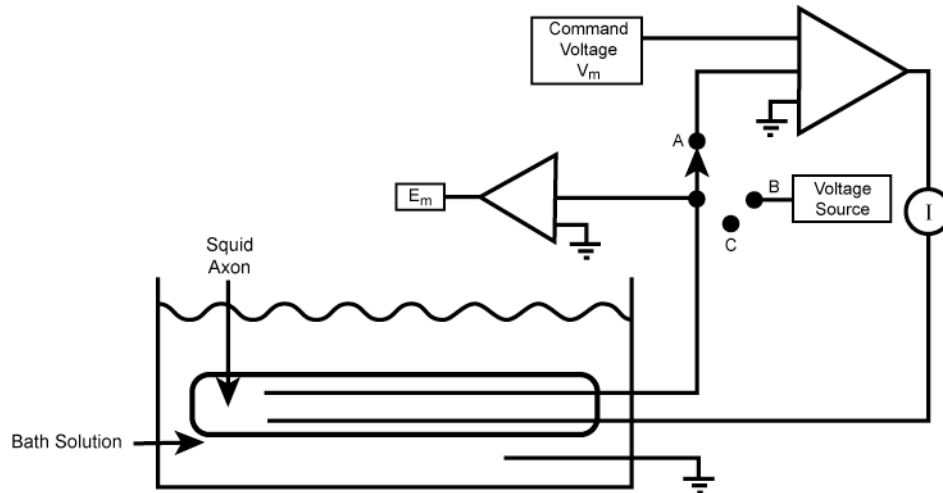 Command
Voltage
Vm
A
Em
B
Voltage
Source
I
C
Squid
Axon
Bath Solution